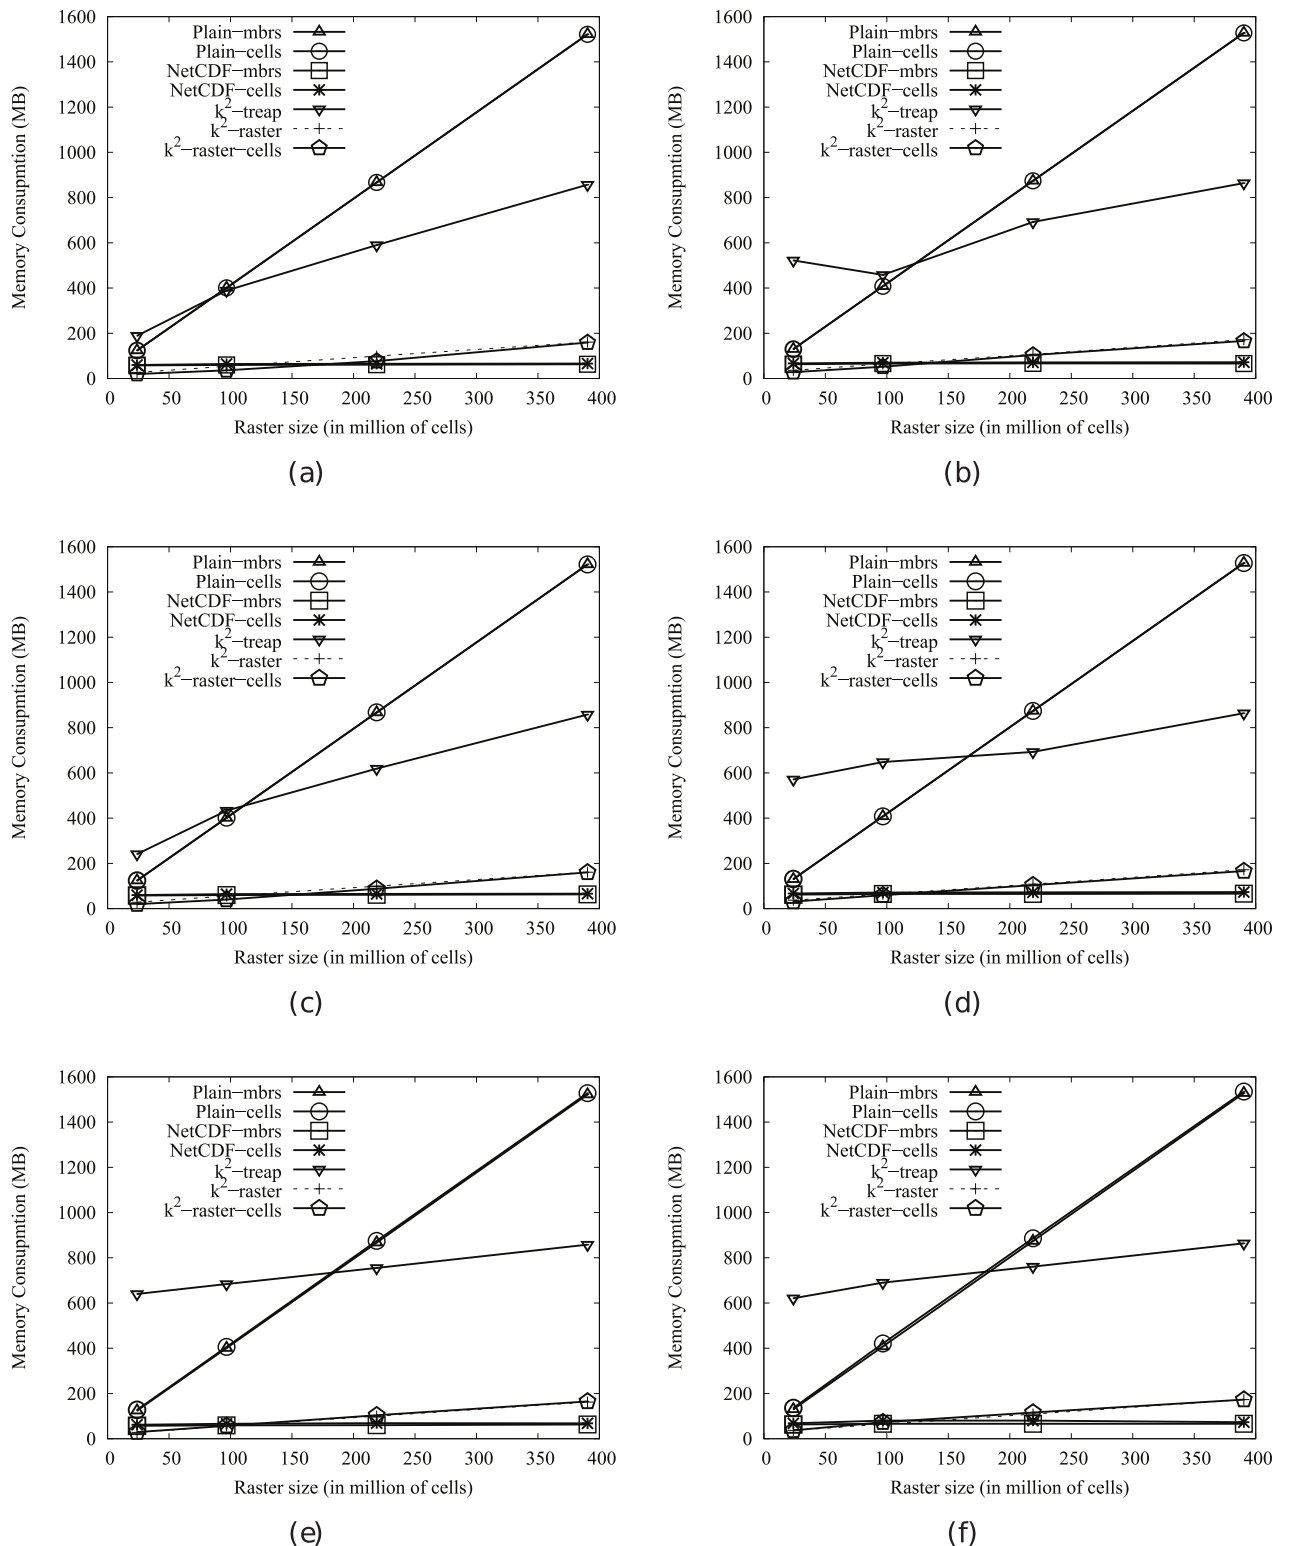 1600
1400
1200
1000
800
600
400
200
0
Memory Consupmtion (MB)
Plain−mbrs
Plain−cells
NetCDF−mbrs
NetCDF−cells
k²−treap
k²−raster
k²−raster−cells
0 50 100 150 200 250 300 350 400
Raster size (in million of cells)
(a)
1600
1400
1200
1000
800
600
400
200
0
Memory Consupmtion (MB)
Plain−mbrs
Plain−cells
NetCDF−mbrs
NetCDF−cells
k²−treap
k²−raster
k²−raster−cells
0 50 100 150 200 250 300 350 400
Raster size (in million of cells)
(b)
1600
1400
1200
1000
800
600
400
200
0
Memory Consupmtion (MB)
Plain−mbrs
Plain−cells
NetCDF−mbrs
NetCDF−cells
k²−treap
k²−raster
k²−raster−cells
0 50 100 150 200 250 300 350 400
Raster size (in million of cells)
(c)
1600
1400
1200
1000
800
600
400
200
0
Memory Consupmtion (MB)
Plain−mbrs
Plain−cells
NetCDF−mbrs
NetCDF−cells
k²−treap
k²−raster
k²−raster−cells
0 50 100 150 200 250 300 350 400
Raster size (in million of cells)
(d)
1600
1400
1200
1000
800
600
400
200
0
Memory Consupmtion (MB)
Plain−mbrs
Plain−cells
NetCDF−mbrs
NetCDF−cells
k²−treap
k²−raster
k²−raster−cells
0 50 100 150 200 250 300 350 400
Raster size (in million of cells)
(e)
1600
1400
1200
1000
800
600
400
200
0
Memory Consupmtion (MB)
Plain−mbrs
Plain−cells
NetCDF−mbrs
NetCDF−cells
k²−treap
k²−raster
k²−raster−cells
0 50 100 150 200 250 300 350 400
Raster size (in million of cells)
(f)